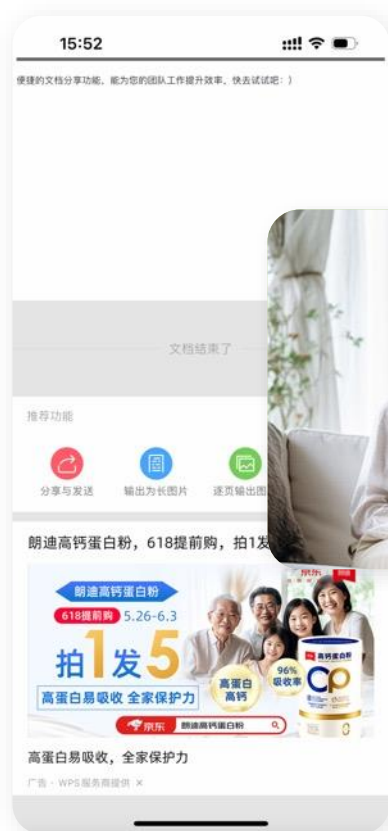 15:52
便捷的文档分享功能，能为您的团队工作提升效率，快去试试吧：）
文档结束了
推荐功能
分享与发送
输出为长图片
逐页输出图
朗迪高钙蛋白粉，618提前购，拍1发
京东
朗迪高钙蛋白粉
618提前购 5.26-6.3
拍1发5
高蛋白易吸收 全家保护力
高蛋白
高钙
96%
吸收率
高钙蛋白粉
CP
京东 朗迪高钙蛋白粉
高蛋白易吸收，全家保护力
广告 · WPS服务商提供 ×